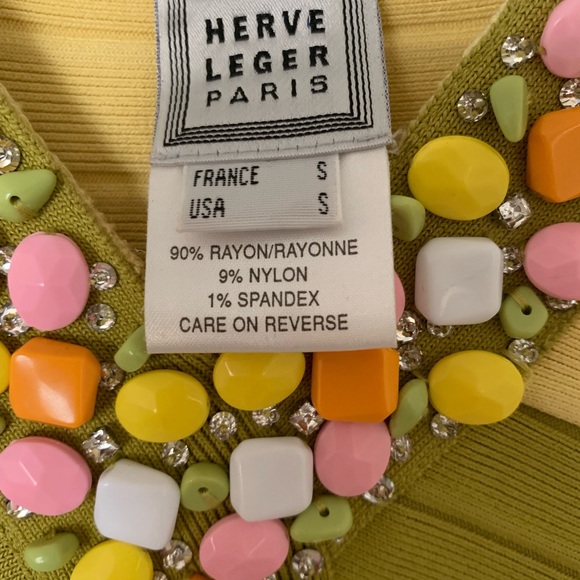 HERVE
LEGER
PARIS
FRANCE S
USA S
90% RAYON/RAYONNE
9% NYLON
1% SPANDEX
CARE ON REVERSE